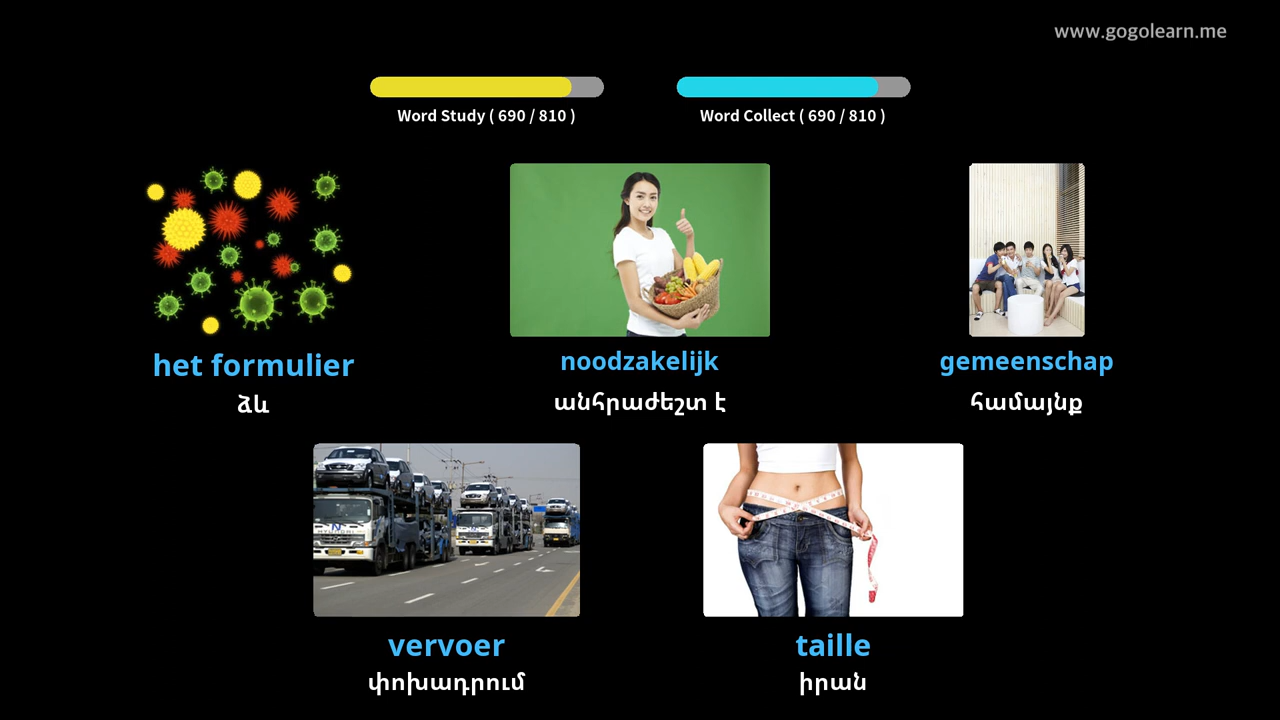 www.gogolearn.me
Word Study ( 690 / 810 )
Word Collect ( 690 / 810 )
het formulier
ձև
noodzakelijk
անհրաժեշտ է
gemeenschap
համայնք
vervoer
փոխադրում
taille
իրան